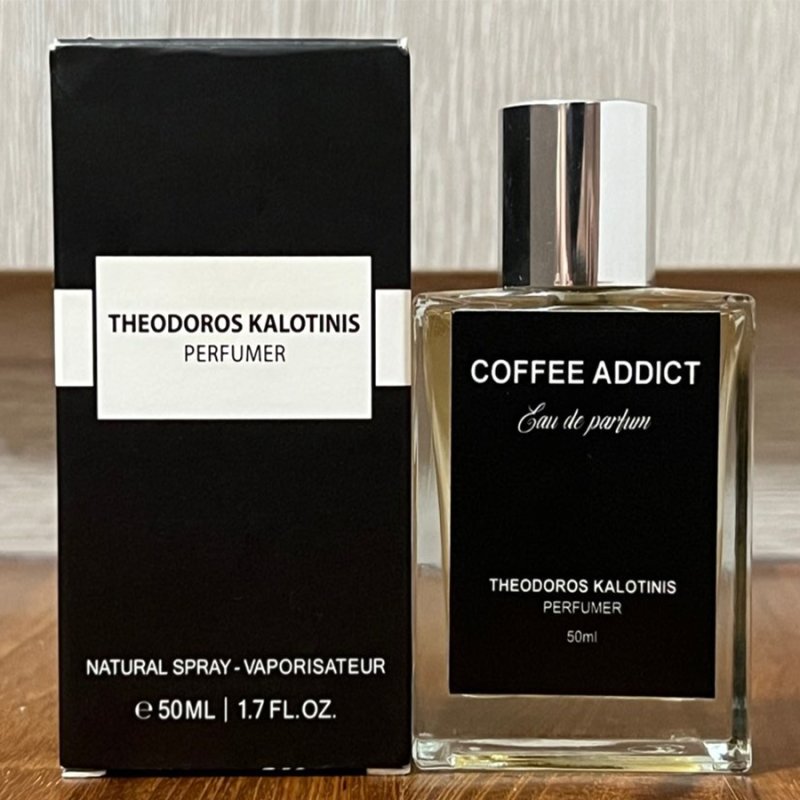 THEODOROS KALOTINIS
PERFUMER
NATURAL SPRAY - VAPORISATEUR
℮ 50ML | 1.7 FL.OZ.
COFFEE ADDICT
Eau de parfum
THEODOROS KALOTINIS
PERFUMER
50ml